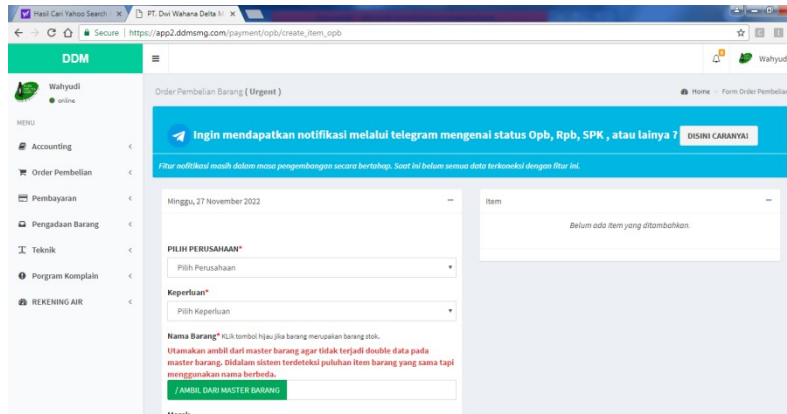 Hasil Cari Yahoo Search
PT. Dwi Wahana Delta M
Secure
https://app2.ddmsmg.com/payment/opb/create_item_opb
DDM
Wahyud
Wahyudi
online
Order Pembelian Barang ( Urgent )
Home
Form Order Pembelian
MENU
Ingin mendapatkan notifikasi melalui telegram mengenai status Opb, Rpb, SPK , atau lainya ?
DISINI CARANYA!
Accounting
Fitur nofitikasi masih dalam masa pengembangan secara bertahap. Saat ini belum semua data terkoneksi dengan fitur ini.
Order Pembelian
Pembayaran
Minggu, 27 November 2022
Item
Pengadaan Barang
Belum ada item yang ditambahkan.
Teknik
PILIH PERUSAHAAN*
Pilih Perusahaan
Porgram Komplain
Keperluan*
REKENING AIR
Pilih Keperluan
Nama Barang* KLik tombol hijau jika barang merupakan barang stok.
Utamakan ambil dari master barang agar tidak terjadi double data pada
master barang. Didalam sistem terdeteksi puluhan item barang yang sama tapi
menggunakan nama berbeda.
/ AMBIL DARI MASTER BARANG